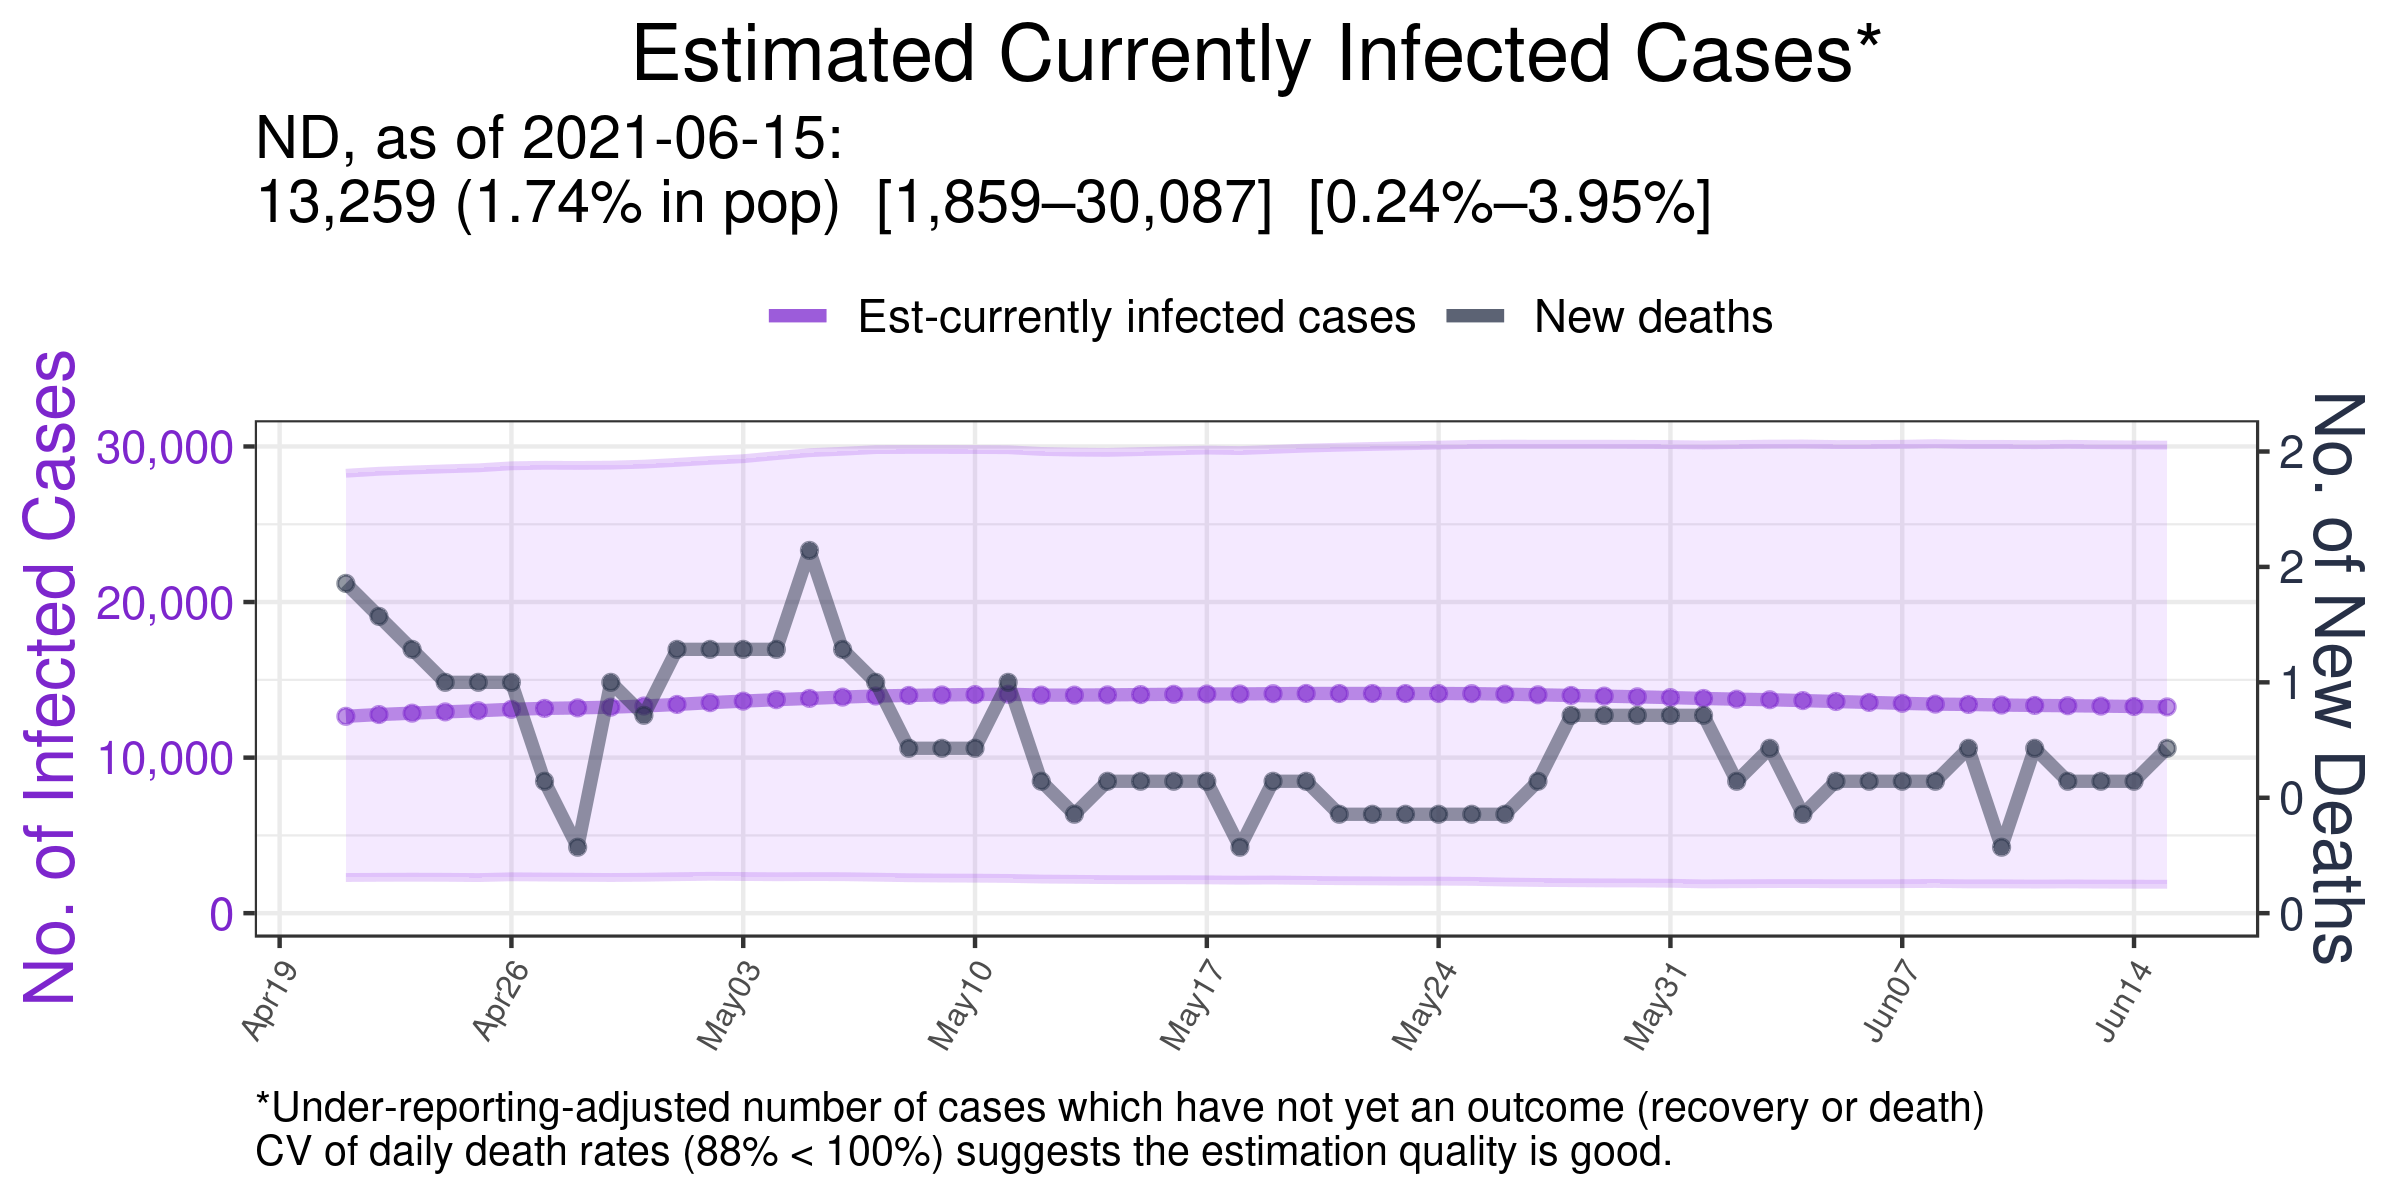 Estimated Currently Infected Cases*
ND, as of 2021-06-15:
13,259 (1.74% in pop)  [1,859–30,087]  [0.24%–3.95%]
Est-currently infected cases
New deaths
No. of Infected Cases
30,000
20,000
10,000
0
2
2
1
0
0
No. of New Deaths
Apr19
Apr26
May03
May10
May17
May24
May31
Jun07
Jun14
*Under-reporting-adjusted number of cases which have not yet an outcome (recovery or death)
CV of daily death rates (88% < 100%) suggests the estimation quality is good.